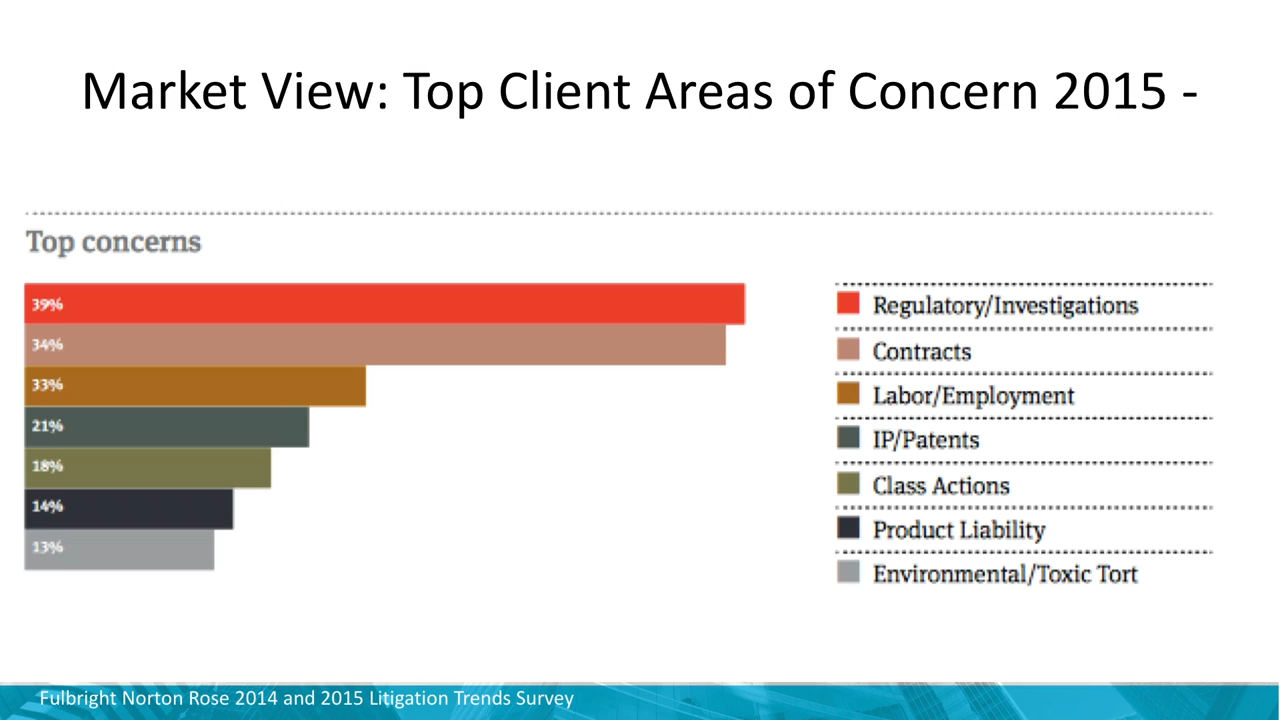 Market View: Top Client Areas of Concern 2015 -
Top concerns
39%
34%
33%
21%
18%
14%
13%
Regulatory/Investigations
Contracts
Labor/Employment
IP/Patents
Class Actions
Product Liability
Environmental/Toxic Tort
Fulbright Norton Rose 2014 and 2015 Litigation Trends Survey